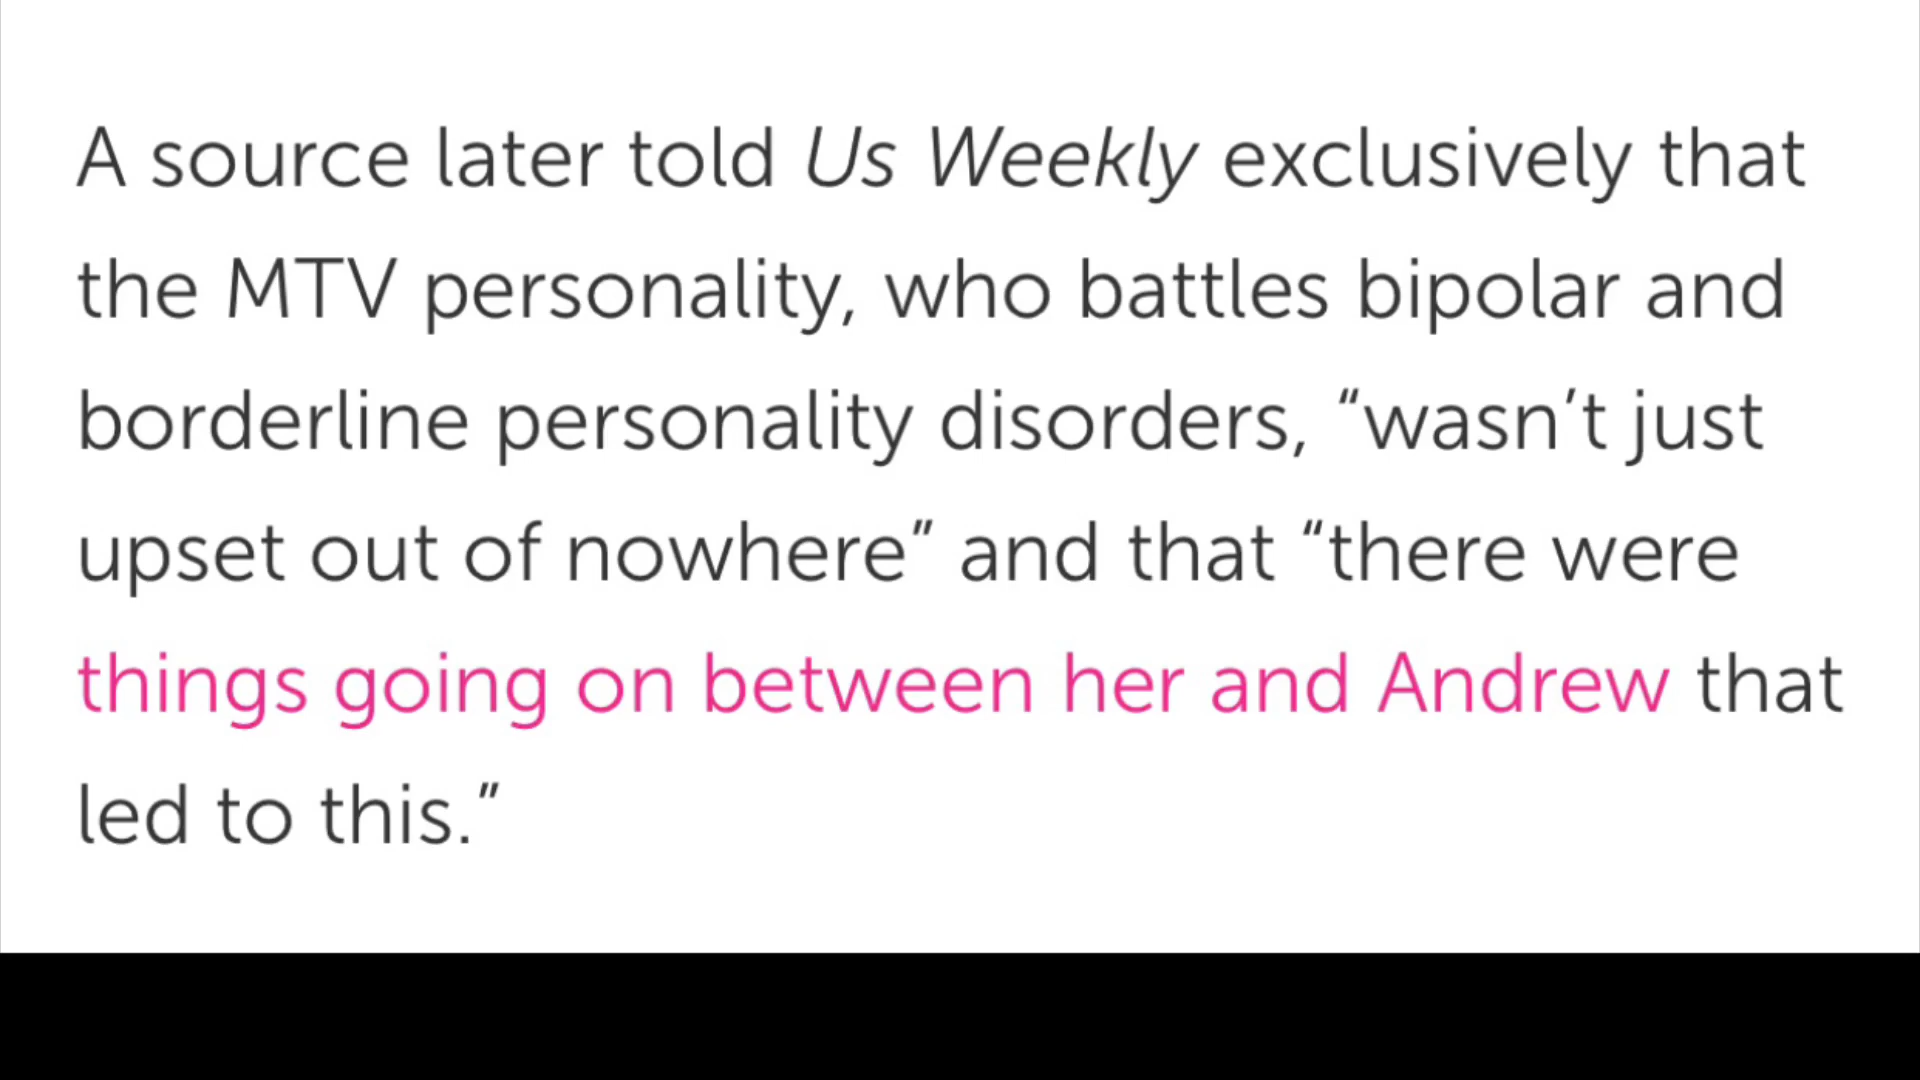 A source later told Us Weekly exclusively that
the MTV personality, who battles bipolar and
borderline personality disorders, “wasn’t just
upset out of nowhere” and that “there were
things going on between her and Andrew that
led to this.”